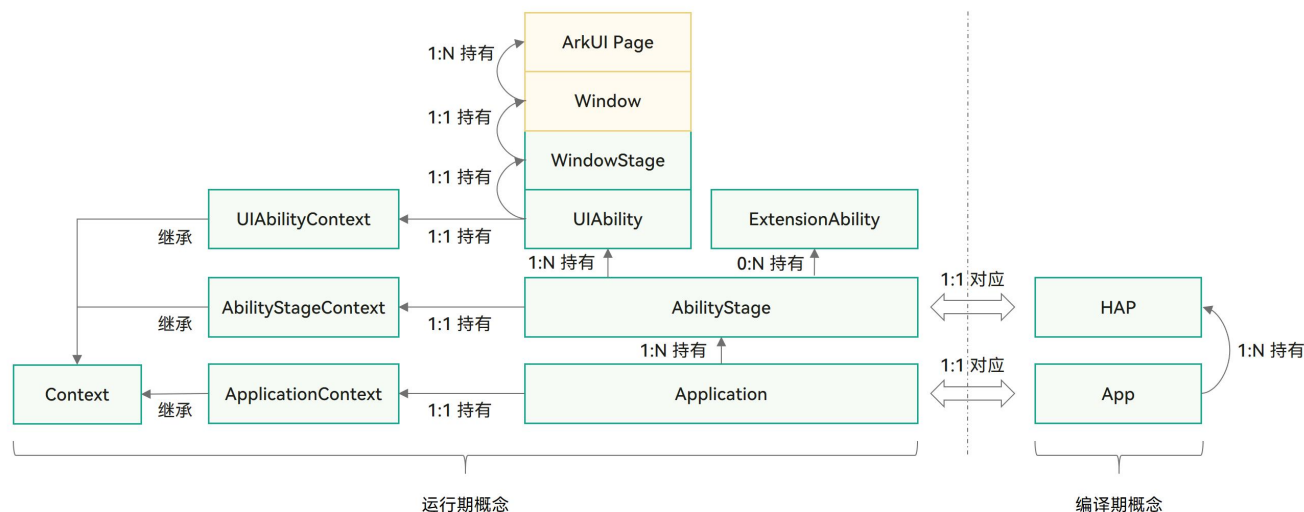 ArkUI Page
1:N 持有
Window
1:1 持有
WindowStage
1:1 持有
UIAbilityContext
UIAbility
ExtensionAbility
继承
1:1 持有
1:N 持有
0:N 持有
1:1 对应
AbilityStageContext
AbilityStage
HAP
继承
1:1 持有
1:N 持有
1:N 持有
1:1 对应
Context
ApplicationContext
Application
App
继承
1:1 持有
运行期概念
编译期概念